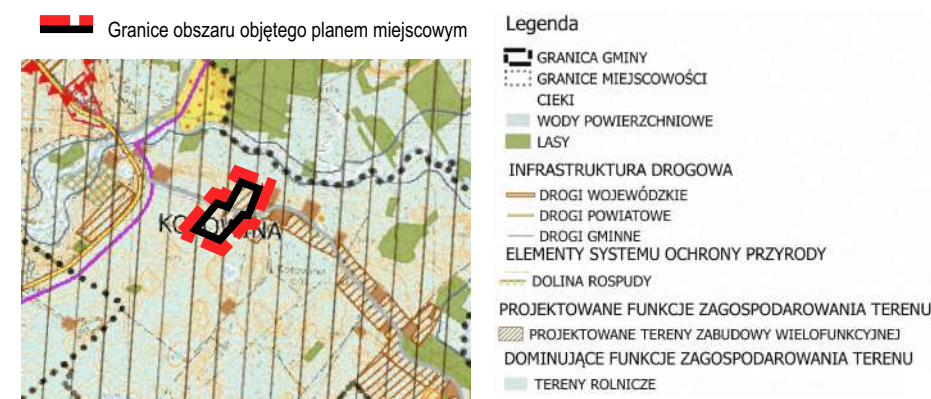 Granice obszaru objętego planem miejscowym
Legenda
GRANICA GMINY
GRANICE MIEJSCOWOŚCI
CIEKI
WODY POWIERZCHNIOWE
LASY
INFRASTRUKTURA DROGOWA
DROGI WOJEWÓDZKIE
DROGI POWIATOWE
DROGI GMINNE
ELEMENTY SYSTEMU OCHRONY PRZYRODY
DOLINA ROSPUDY
PROJEKTOWANE FUNKCJE ZAGOSPODAROWANIA TERENU
PROJEKTOWANE TERENY ZABUDOWY WIELOFUNKCYJNEJ
DOMINUJĄCE FUNKCJE ZAGOSPODAROWANIA TERENU
TERENY ROLNICZE